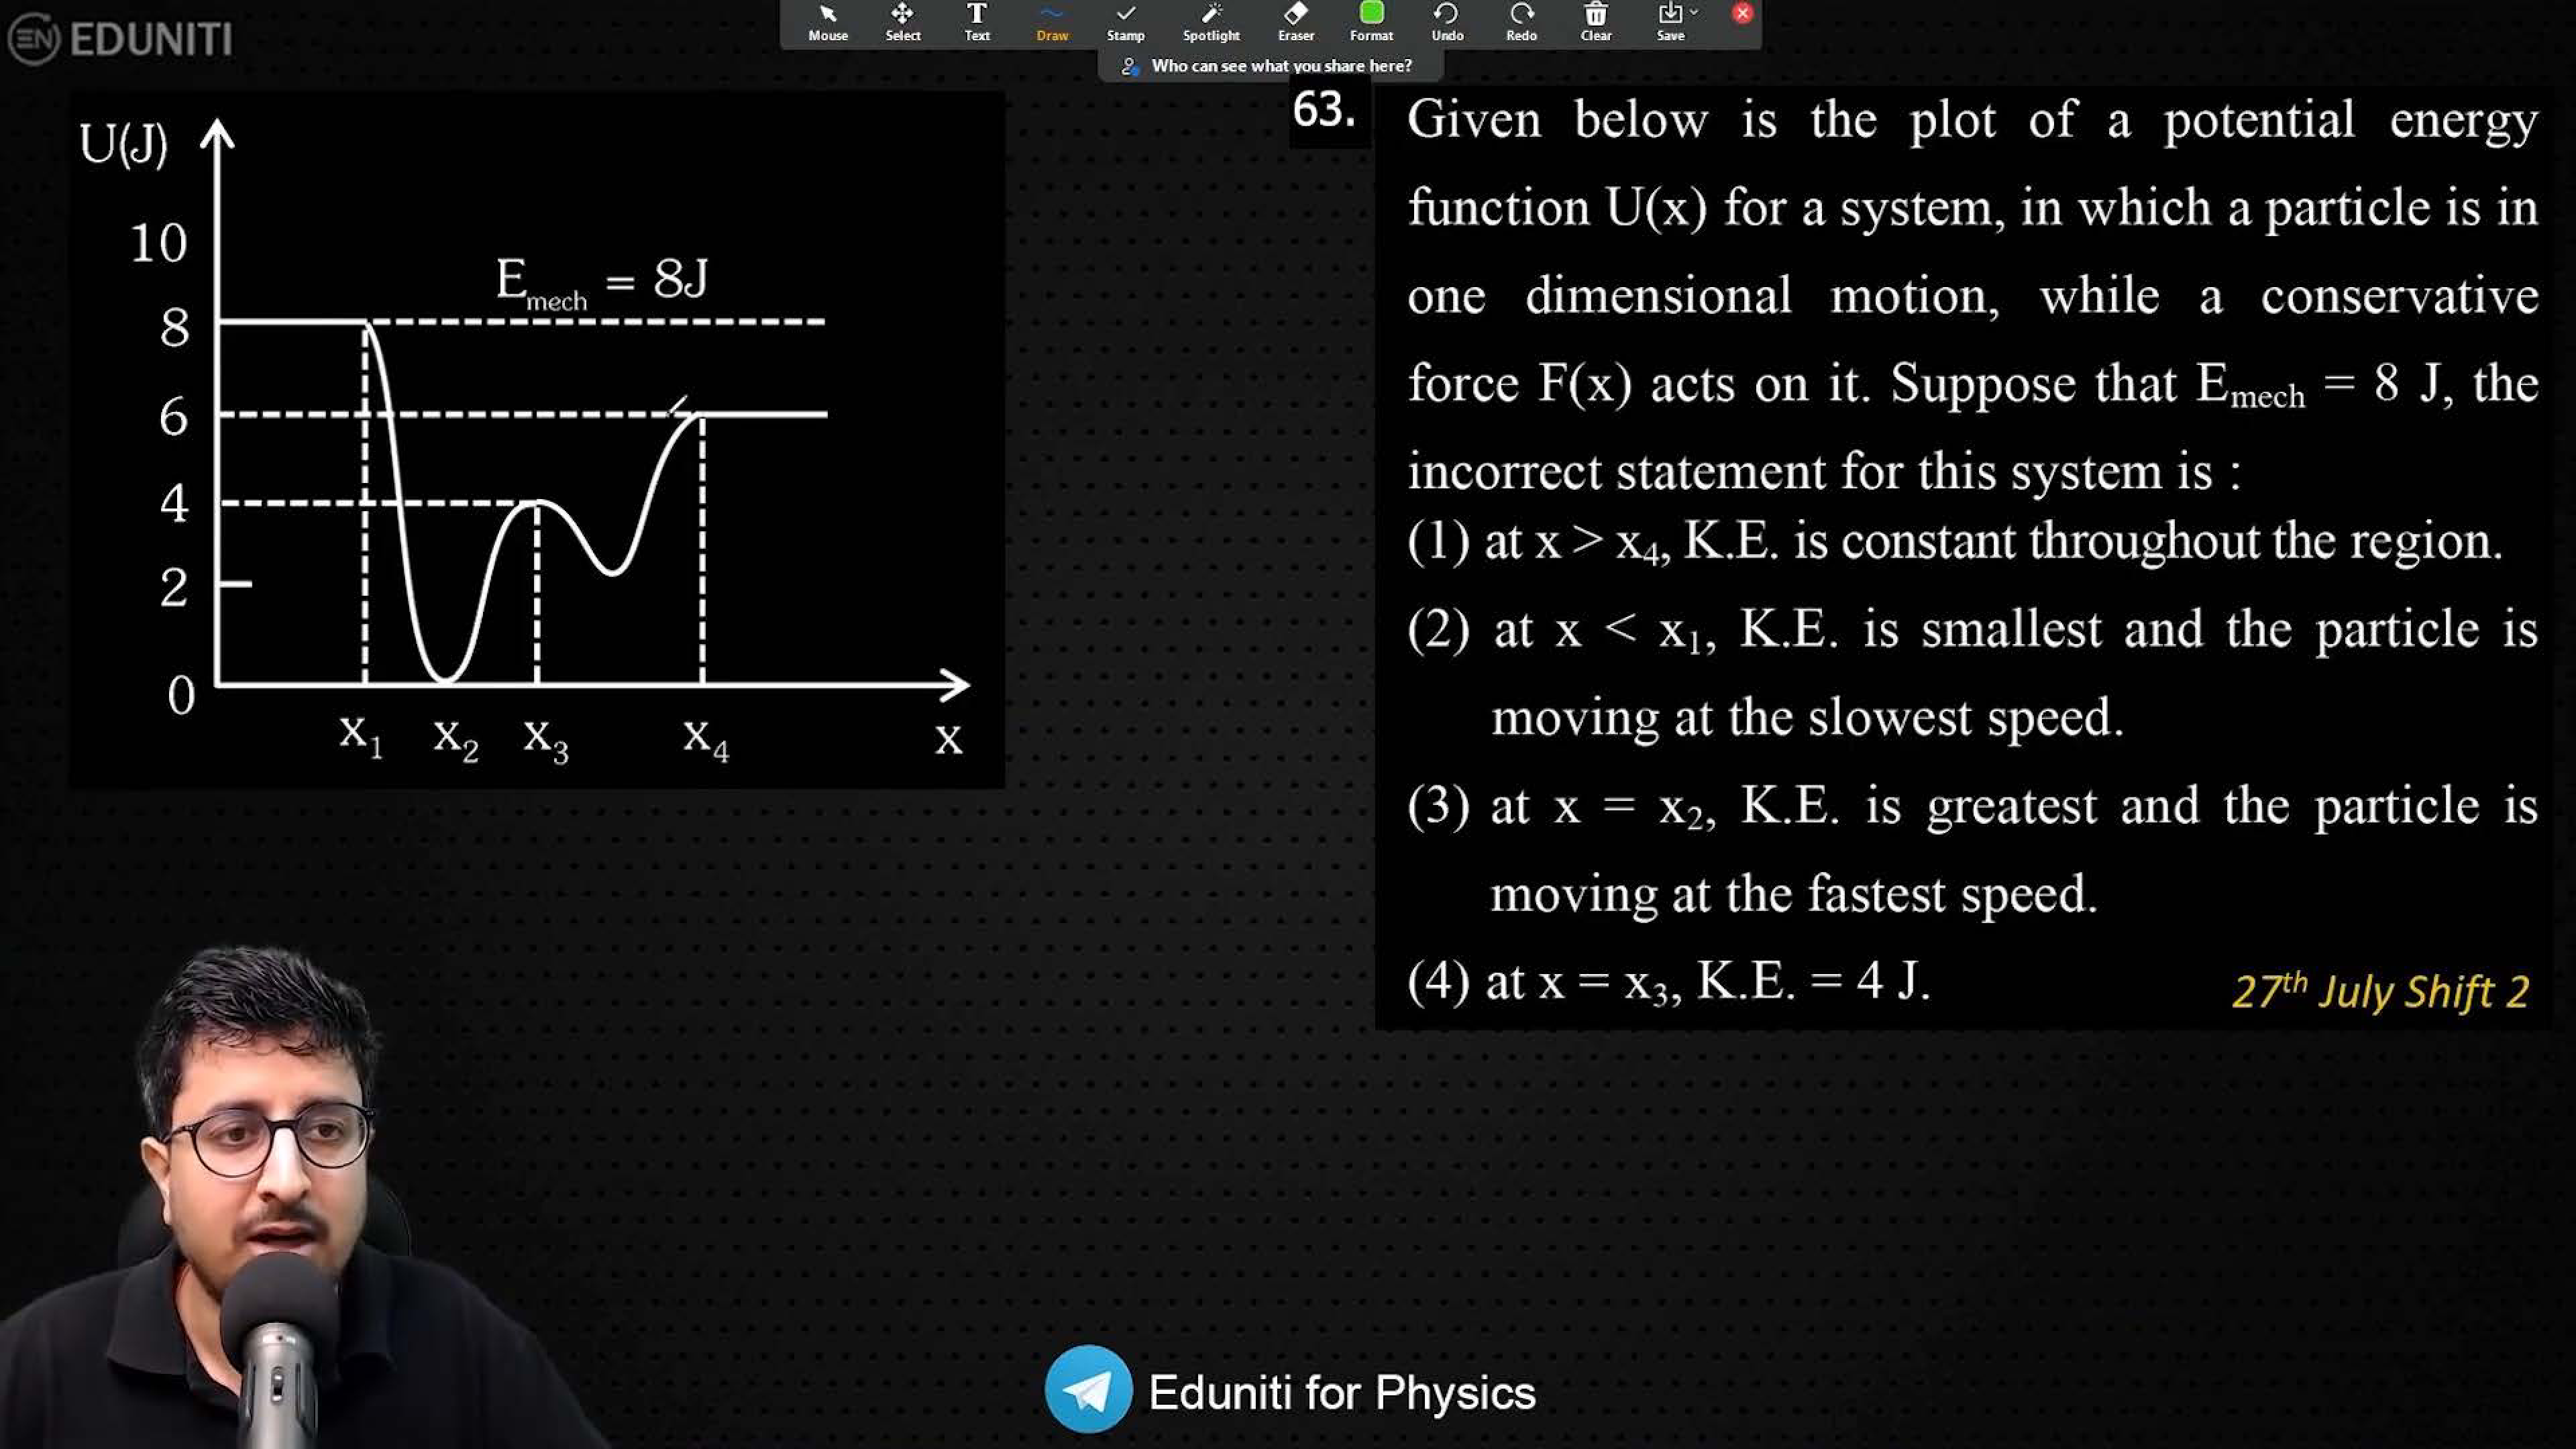 EDUNITI
Mouse Select Text Draw Stamp Spotlight Eraser Format Undo Redo Clear Save
Who can see what you share here?
U(J)
10
8
6
4
2
0
E_mech = 8J
x₁ x₂ x₃ x₄ x
63.
Given below is the plot of a potential energy
function U(x) for a system, in which a particle is in
one dimensional motion, while a conservative
force F(x) acts on it. Suppose that E_mech = 8 J, the
incorrect statement for this system is :
(1) at x > x₄, K.E. is constant throughout the region.
(2) at x < x₁, K.E. is smallest and the particle is
moving at the slowest speed.
(3) at x = x₂, K.E. is greatest and the particle is
moving at the fastest speed.
(4) at x = x₃, K.E. = 4 J.
27th July Shift 2
Eduniti for Physics